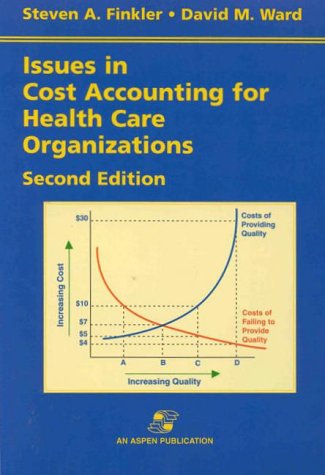 Steven A. Finkler • David M. Ward
Issues in
Cost Accounting for
Health Care
Organizations
Second Edition
$30
Costs of
Providing
Quality
Increasing Cost
$10
$7
$5
$4
Costs of
Failing to
Provide
Quality
A B C D
Increasing Quality
AN ASPEN PUBLICATION